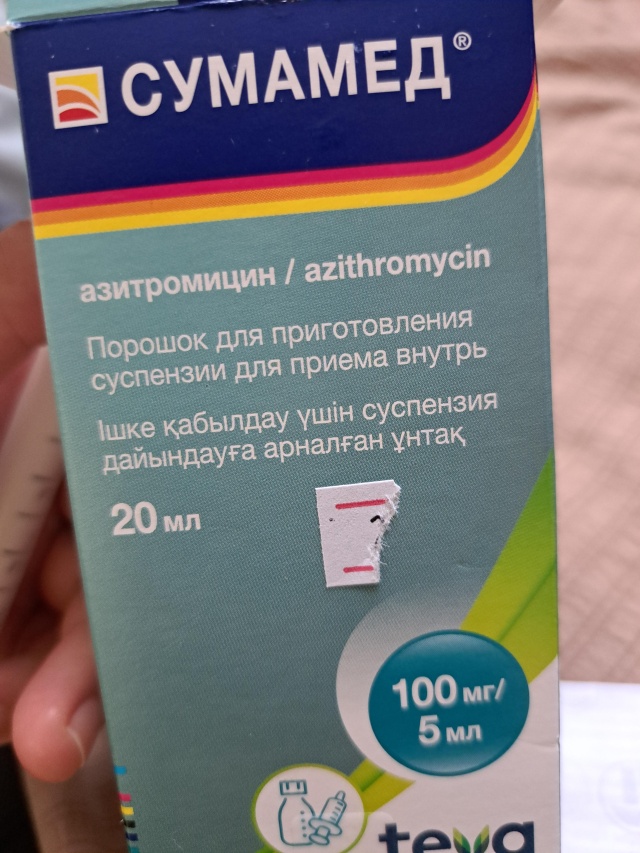 СУМАМЕД®
азитромицин / azithromycin
Порошок для приготовления
суспензии для приема внутрь
Ішке қабылдау үшін суспензия
дайындауға арналған ұнтақ
20 мл
100 мг/
5 мл
teva